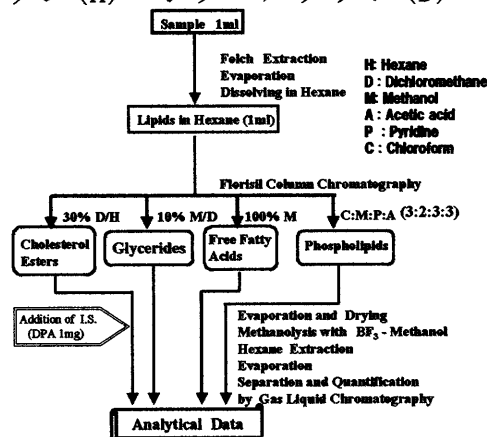 Sample 1ml
Folch Extraction
Evaporation
Dissolving in Hexane
H: Hexane
D : Dichloromethane
M: Methanol
A : Acetic acid
P : Pyridine
C : Chloroform
Lipids in Hexane (1ml)
Florisil Column Chromatography
30% D/H
10% M/D
100% M
C:M:P:A (3:2:3:3)
Cholesterol
Esters
Glycerides
Free Fatty
Acids
Phospholipids
Addition of I.S.
(DPA 1mg)
Evaporation and Drying
Methanolysis with BF3 - Methanol
Hexane Extraction
Evaporation
Separation and Quantification
by Gas Liquid Chromatography
Analytical Data